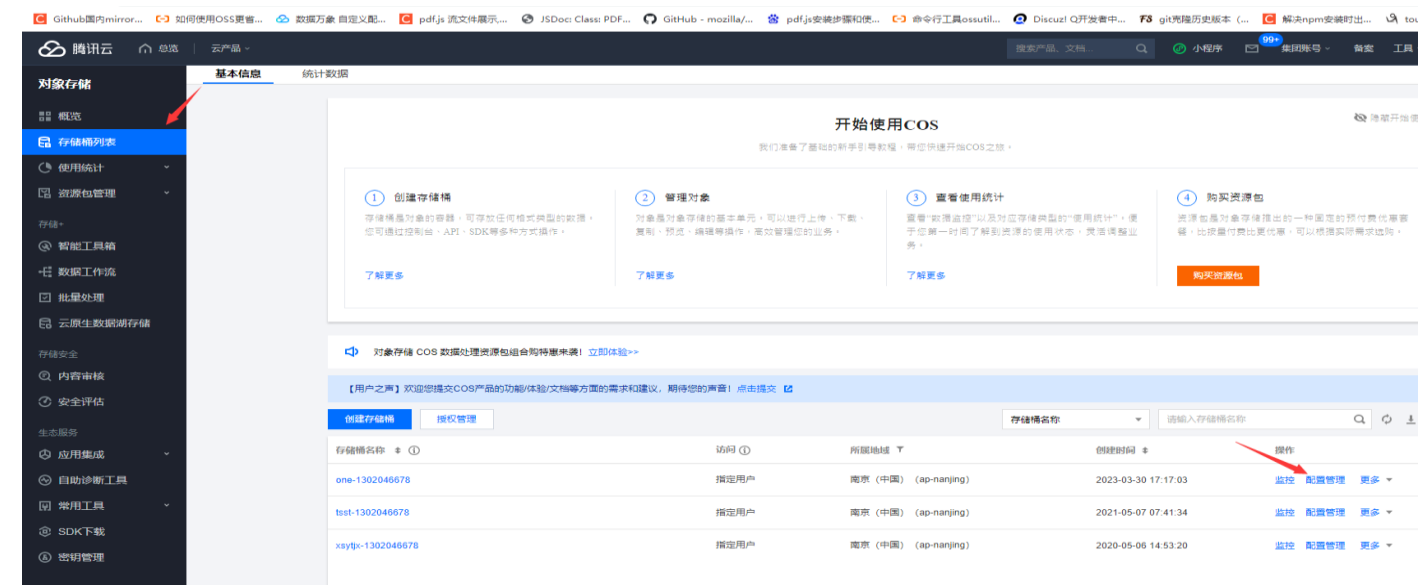 Github国内mirror...
如何使用OSS更省...
数据万象 自定义配...
pdf.js 流文件展示,...
JSDoc: Class: PDF...
GitHub - mozilla/...
pdf.js安装步骤和使...
命令行工具ossutil...
Discuz! Q开发者中...
git克隆历史版本（...
解决npm安装时出...
tou
腾讯云
总览
云产品
搜索产品、文档...
小程序
99+
集团账号
备案
工具
对象存储
基本信息
统计数据
概览
存储桶列表
使用统计
资源包管理
存储+
智能工具箱
数据工作流
批量处理
云原生数据湖存储
存储安全
内容审核
安全评估
生态服务
应用集成
自助诊断工具
常用工具
SDK下载
密钥管理
开始使用COS
隐藏开始使
我们准备了基础的新手引导教程，带您快速开始COS之旅。
1 创建存储桶
存储桶是对象的容器，可存放任何格式类型的数据，
您可通过控制台、API、SDK等多种方式操作。
了解更多
2 管理对象
对象是对象存储的基本单元，可以进行上传、下载、
复制、预览、编辑等操作，高效管理您的业务。
了解更多
3 查看使用统计
查看“数据监控”以及对应存储类型的“使用统计”，便
于您第一时间了解到资源的使用状态，灵活调整业
务。
了解更多
4 购买资源包
资源包是对象存储推出的一种固定的预付费优惠套
餐，比按量付费比更优惠，可以根据实际需求选购。
购买资源包
对象存储 COS 数据处理资源包组合购特惠来袭！立即体验>>
【用户之声】欢迎您提交COS产品的功能/体验/文档等方面的需求和建议，期待您的声音！点击提交
创建存储桶
授权管理
存储桶名称
请输入存储桶名称
存储桶名称 访问 所属地域 创建时间 操作
one-1302046678 指定用户 南京（中国）(ap-nanjing) 2023-03-30 17:17:03 监控 配置管理 更多
tsst-1302046678 指定用户 南京（中国）(ap-nanjing) 2021-05-07 07:41:34 监控 配置管理 更多
xsytjx-1302046678 指定用户 南京（中国）(ap-nanjing) 2020-05-06 14:53:20 监控 配置管理 更多